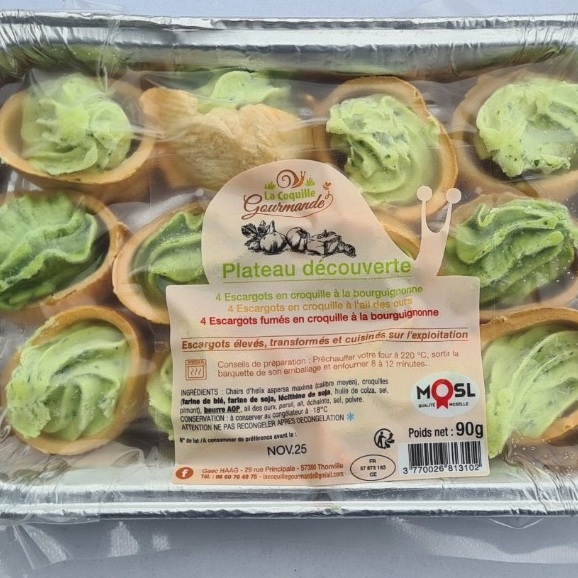 La Coquille
Gourmande
Plateau découverte
4 Escargots en croquille à la bourguignonne
4 Escargots en croquille à l'ail des ours
4 Escargots fumés en croquille à la bourguignonne
Escargots élevés, transformés et cuisinés sur l'exploitation
Conseils de préparation : Préchauffer votre four à 220 °C, sortir la
barquette de son emballage et enfourner 8 à 12 minutes.
INGRÉDIENTS : Chairs d'helix aspersa maxima (calibre moyen), croquilles
farine de blé, farine de soja, lécithine de soja, huile de colza, sel,
piment), beurre AOP, ail des ours, persil, ail, échalote, sel, poivre.
CONSERVATION : à conserver au congélateur à -18°C
ATTENTION NE PAS RECONGELER APRÈS DÉCONGELATION
N° de lot /A consommer de préférence avant le :
NOV.25
MOSL
QUALITÉ MOSELLE
Poids net : 90g
FR
57 673 163
CE
3 770026 813102
Gaec HAAG - 29 rue Principale - 57380 Thonville
Tél. : 06 60 76 49 75 - lacoquillegourmande@gmail.com